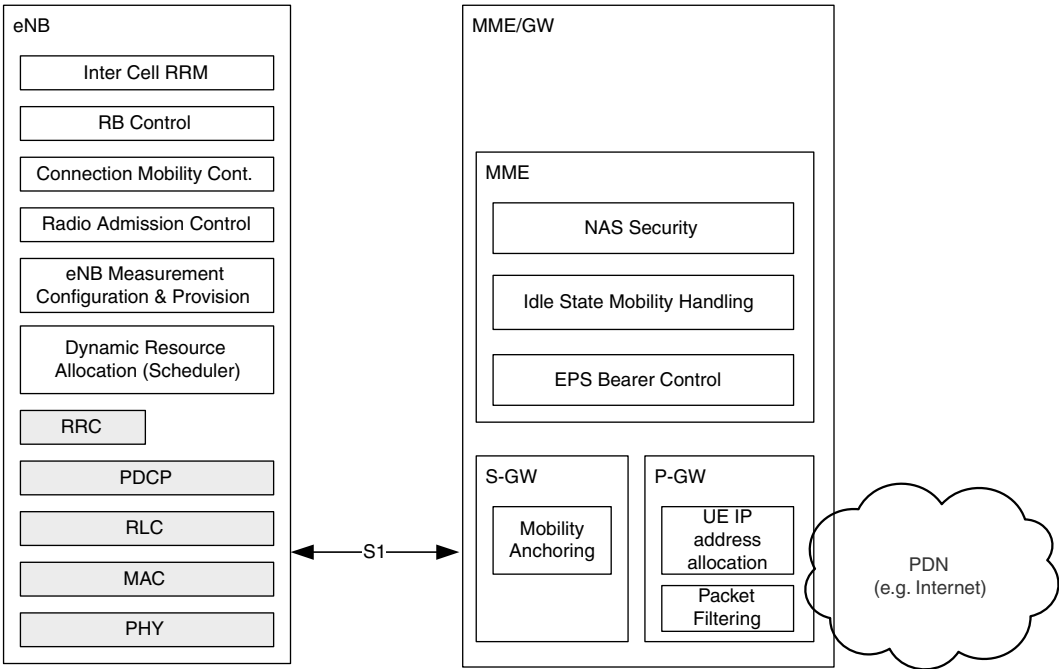 eNB
Inter Cell RRM
RB Control
Connection Mobility Cont.
Radio Admission Control
eNB Measurement
Configuration & Provision
Dynamic Resource
Allocation (Scheduler)
RRC
PDCP
RLC
MAC
PHY
S1
MME/GW
MME
NAS Security
Idle State Mobility Handling
EPS Bearer Control
S-GW
Mobility
Anchoring
P-GW
UE IP
address
allocation
Packet
Filtering
PDN
(e.g. Internet)